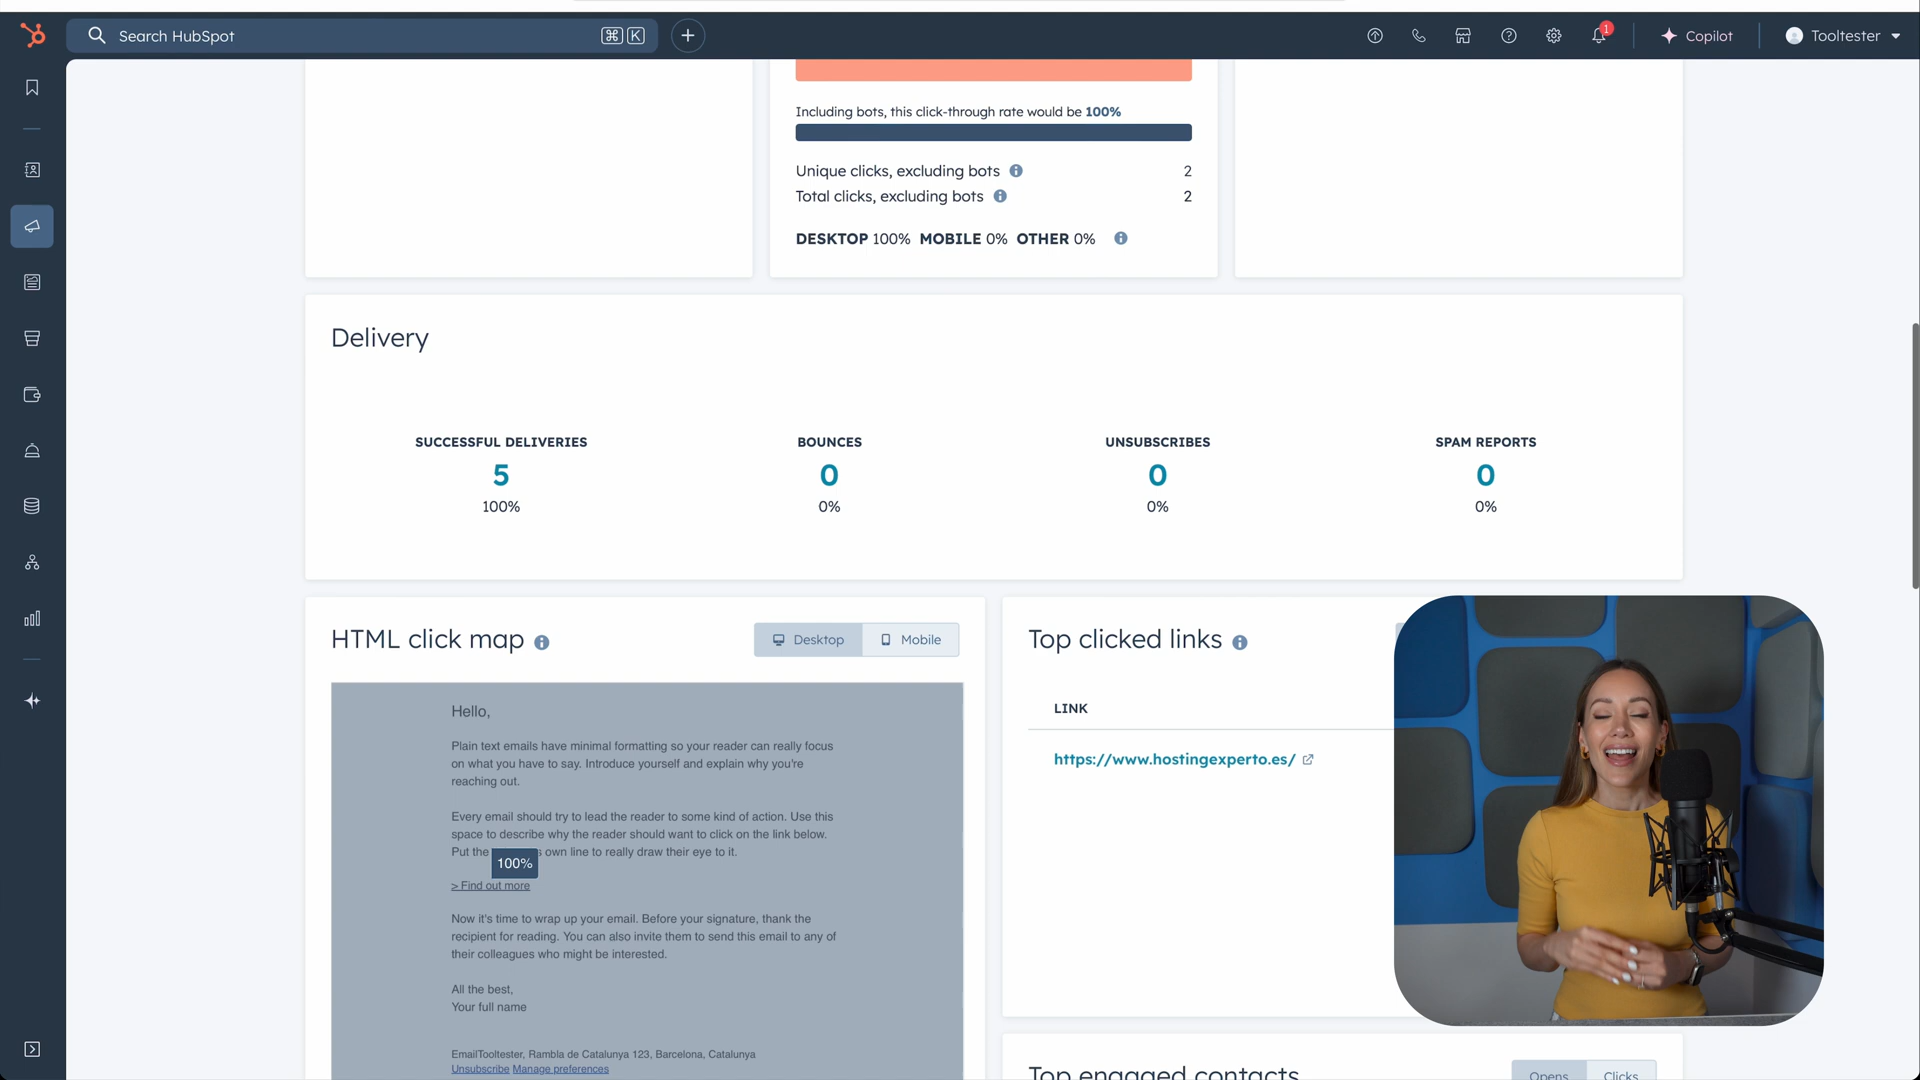 Search HubSpot
⌘ K
1
Copilot
Tooltester
Including bots, this click-through rate would be 100%
Unique clicks, excluding bots 2
Total clicks, excluding bots 2
DESKTOP 100% MOBILE 0% OTHER 0%
Delivery
SUCCESSFUL DELIVERIES
5
100%
BOUNCES
0
0%
UNSUBSCRIBES
0
0%
SPAM REPORTS
0
0%
HTML click map
Desktop
Mobile
Hello,
Plain text emails have minimal formatting so your reader can really focus
on what you have to say. Introduce yourself and explain why you're
reaching out.
Every email should try to lead the reader to some kind of action. Use this
space to describe why the reader should want to click on the link below.
Put the own line to really draw their eye to it.
100%
> Find out more
Now it's time to wrap up your email. Before your signature, thank the
recipient for reading. You can also invite them to send this email to any of
their colleagues who might be interested.
All the best,
Your full name
EmailTooltester, Rambla de Catalunya 123, Barcelona, Catalunya
Unsubscribe Manage preferences
Top clicked links
LINK
https://www.hostingexperto.es/
Top engaged contacts
Opens
Clicks